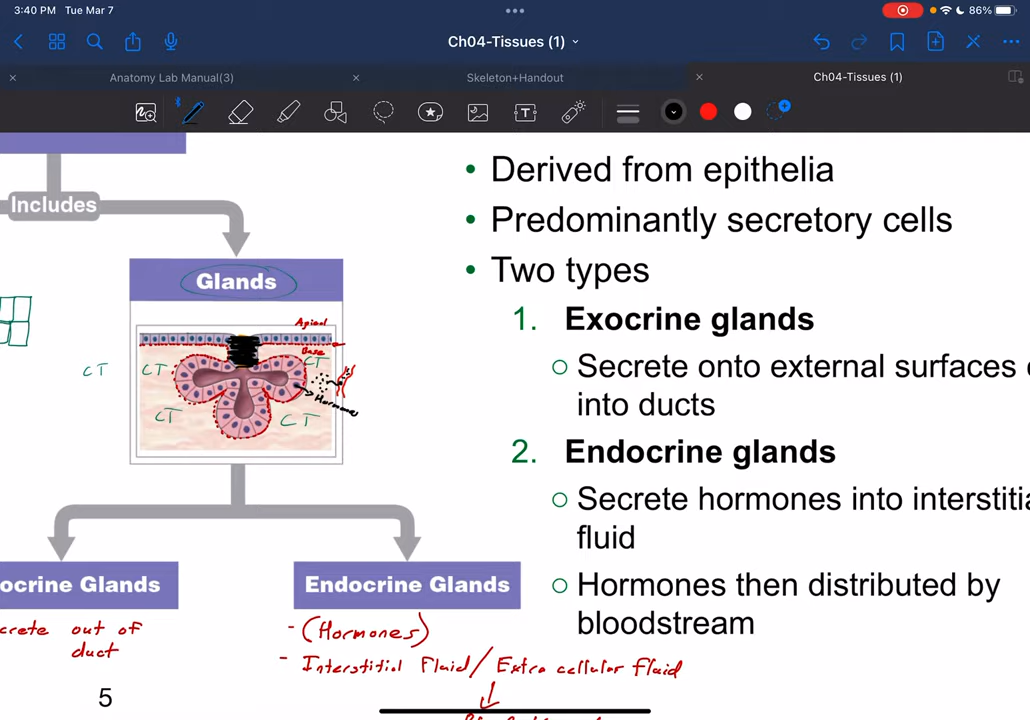 3:40 PM Tue Mar 7
86%
Ch04-Tissues (1)
Anatomy Lab Manual(3)
Skeleton+Handout
Ch04-Tissues (1)
Includes
Glands
Apical
Base
CT
CT
CT
CT
CT
Hormones
ocrine Glands
crete out of
duct
5
Endocrine Glands
- (Hormones)
- Interstitial Fluid/Extra cellular fluid
• Derived from epithelia
• Predominantly secretory cells
• Two types
1. Exocrine glands
Secrete onto external surfaces
into ducts
2. Endocrine glands
Secrete hormones into interstitia
fluid
Hormones then distributed by
bloodstream